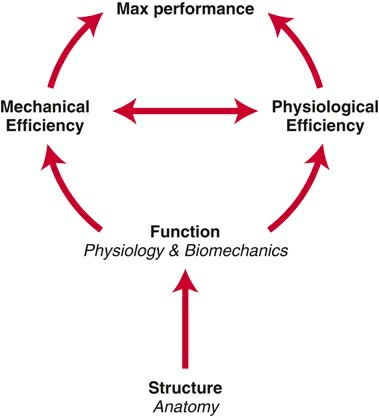 Max performance
Mechanical
Efficiency
Physiological
Efficiency
Function
Physiology & Biomechanics
Structure
Anatomy